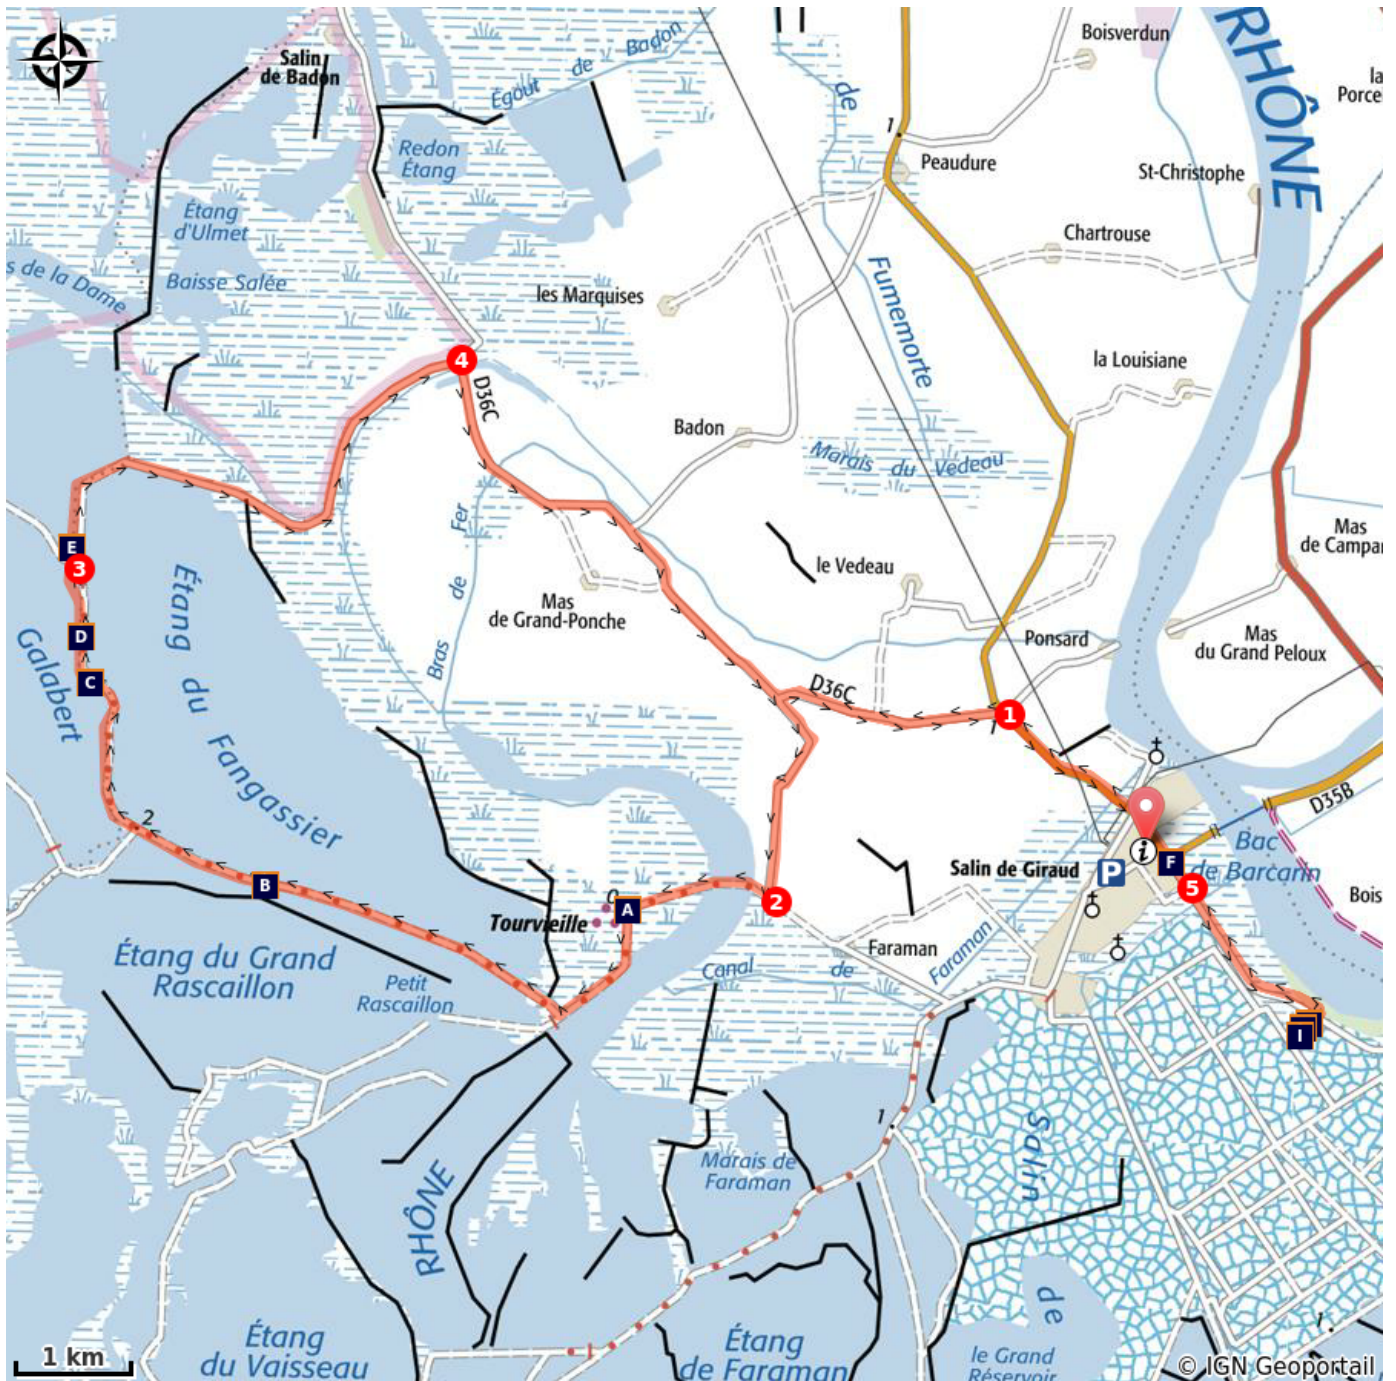 Salin
de Badon
Égout de Badon
Boisverdun
RHÔNE
la
Porcel
de
1
Peaudure
Redon
Étang
St-Christophe
Étang
d'Ulmet
Chartrouse
s de la Dame
Baisse Salée
les Marquises
Fumemorte
la Louisiane
4
D36C
Badon
Marais du Vedeau
Mas
de Campan
E
3
Étang du Fangassier
Bras de Fer
le Vedeau
Mas
de Grand-Ponche
Ponsard
Mas
du Grand Peloux
D
C
Galabert
D36C
1
D35B
2
i
Bac
de Barcarin
F
P
5
Salin de Giraud
B
A
0
2
Tourvieille
Bois
Faraman
Étang du Grand
Rascaillon
Petit
Rascaillon
Canal de Faraman
I
1
Salin
de
Marais de
Faraman
RHÔNE
Étang
du Vaisseau
Étang
de Faraman
le Grand
Réservoir
1
1 km
© IGN Geoportail